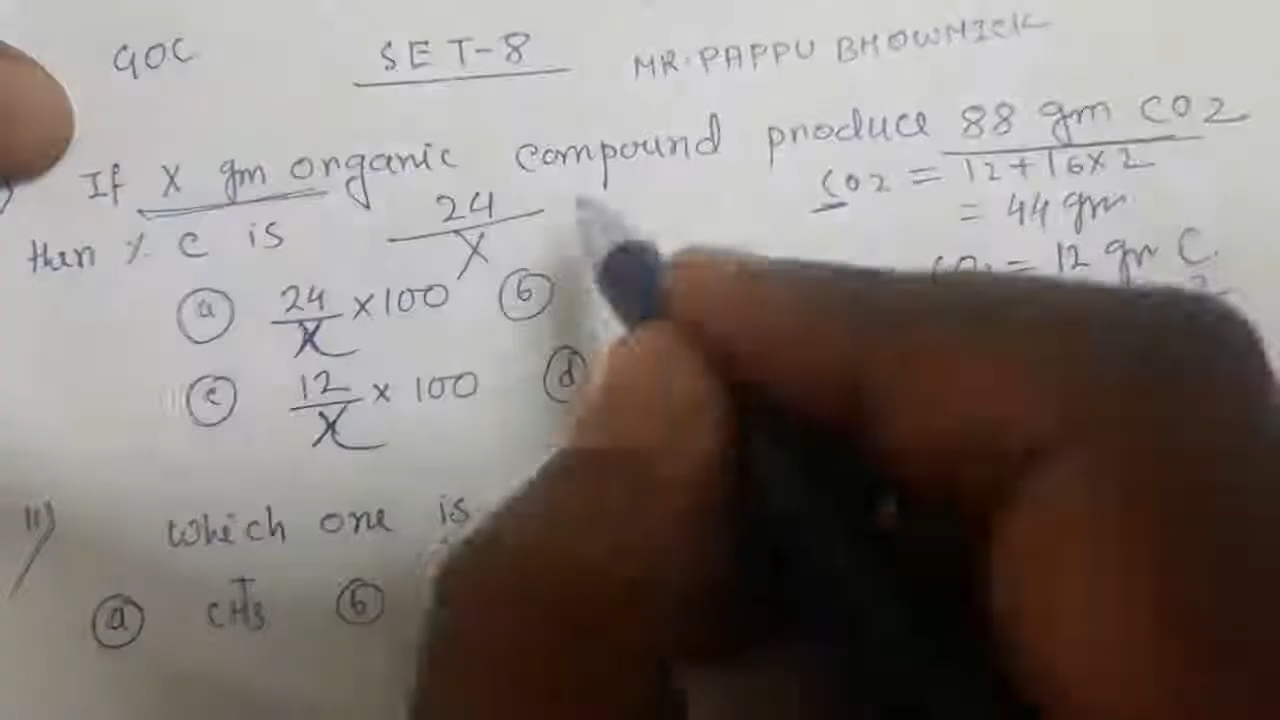 GOC SET-8 MR. PAPPU BHOWMICK
If X gm organic compound produce 88 gm CO2
then % C is 24/X
CO2 = 12+16×2
= 44 gm
= 12 gm C.
(a) 24/X ×100 (b)
(c) 12/X × 100 (d)
11) Which one is
(a) CH3 (b)